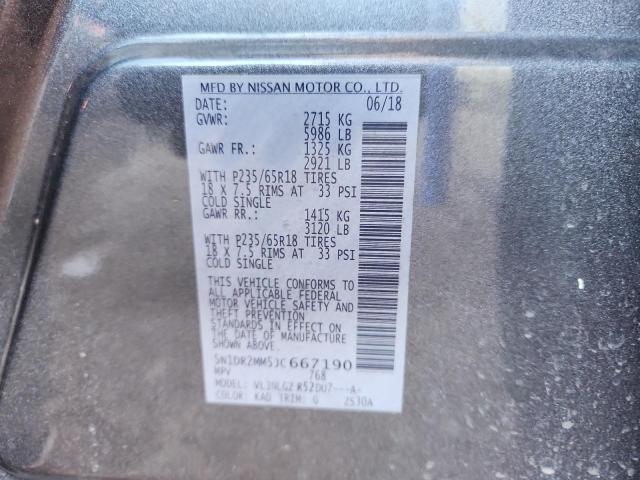 MFD BY NISSAN MOTOR CO., LTD.
DATE: 06/18
GVWR: 2715 KG
5986 LB
GAWR FR.: 1325 KG
2921 LB
WITH P235/65R18 TIRES
18 X 7.5 RIMS AT 33 PSI
COLD SINGLE
GAWR RR.: 1415 KG
3120 LB
WITH P235/65R18 TIRES
18 X 7.5 RIMS AT 33 PSI
COLD SINGLE
THIS VEHICLE CONFORMS TO
ALL APPLICABLE FEDERAL
MOTOR VEHICLE SAFETY AND
THEFT PREVENTION
STANDARDS IN EFFECT ON
THE DATE OF MANUFACTURE
SHOWN ABOVE.
5N1DR2MM5JC667190
MPV 768
MODEL: VL3NLGZ R52DU7---A-
COLOR: KAD TRIM: G 2530A